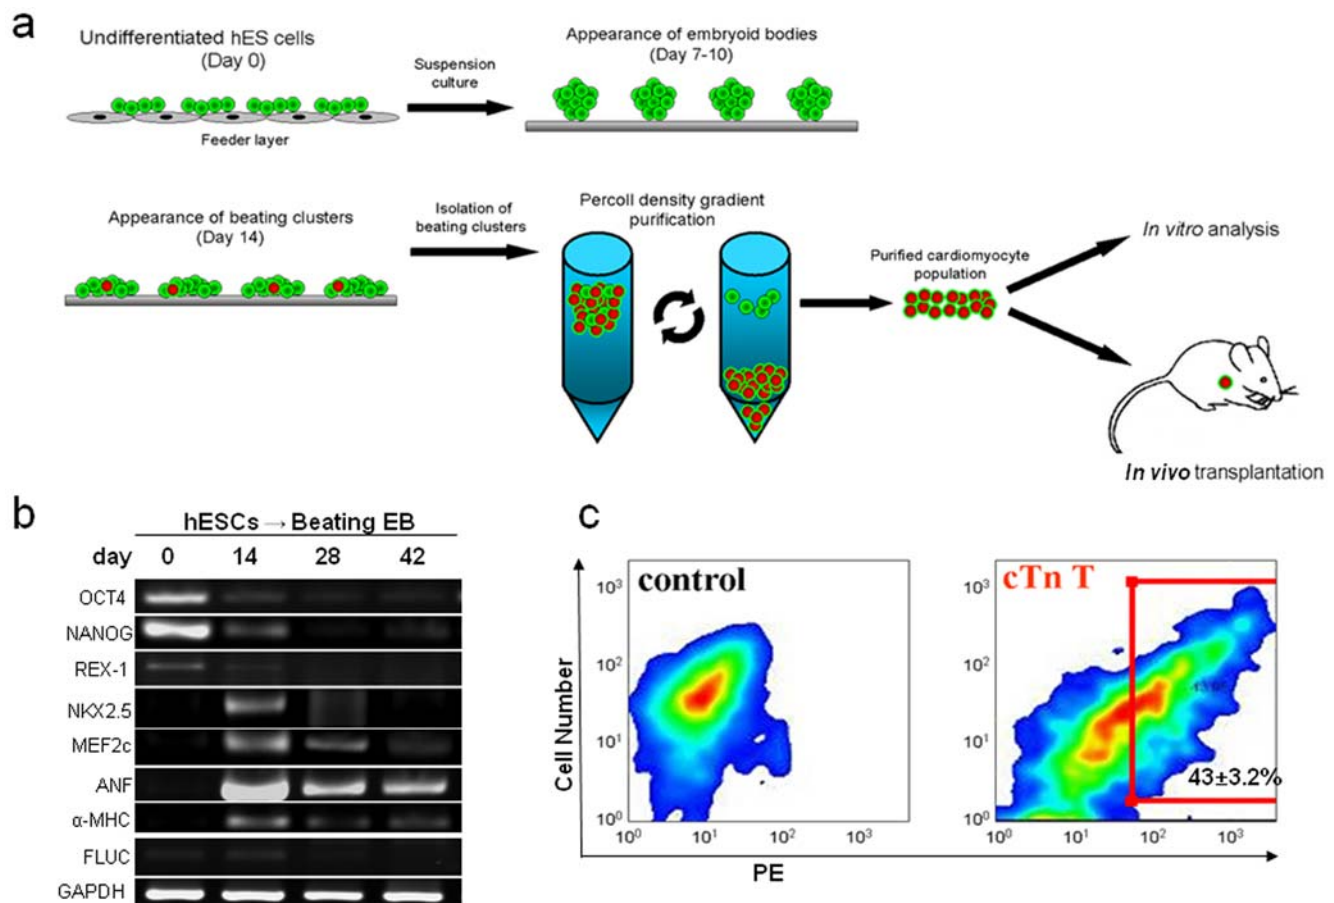 a
Undifferentiated hES cells
(Day 0)
Feeder layer
Suspension
culture
Appearance of embryoid bodies
(Day 7-10)
Appearance of beating clusters
(Day 14)
Isolation of
beating clusters
Percoll density gradient
purification
Purified cardiomyocyte
population
In vitro analysis
In vivo transplantation
b
hESCs → Beating EB
day 0 14 28 42
OCT4
NANOG
REX-1
NKX2.5
MEF2c
ANF
α-MHC
FLUC
GAPDH
c
Cell Number
control
10³
10²
10¹
10⁰
10⁰ 10¹ 10² 10³
cTn T
10³
10²
10¹
10⁰
43±3.2%
10⁰ 10¹ 10² 10³
PE